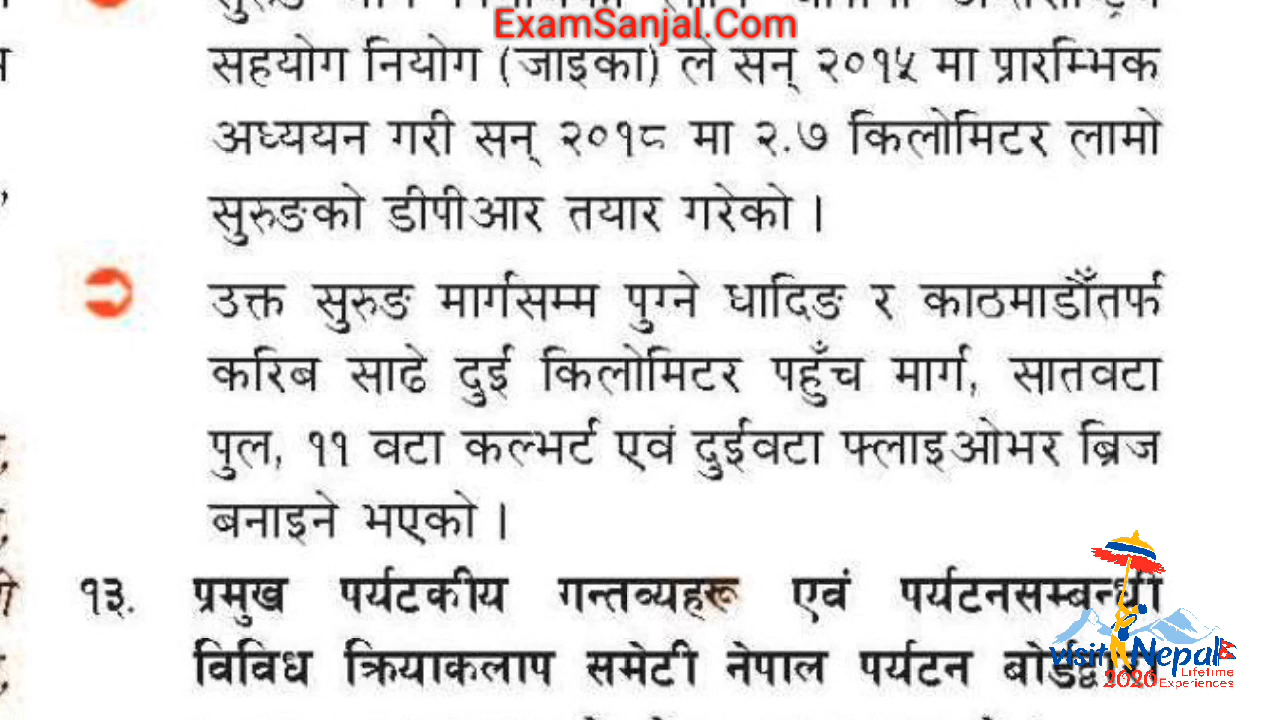 ExamSanjal.Com
सहयोग नियोग (जाइका) ले सन् २०१५ मा प्रारम्भिक
अध्ययन गरी सन् २०१८ मा २.७ किलोमिटर लामो
सुरुङको डीपीआर तयार गरेको ।
उक्त सुरुङ मार्गसम्म पुग्ने धादिङ र काठमाडौँतर्फ
करिब साढे दुई किलोमिटर पहुँच मार्ग, सातवटा
पुल, ११ वटा कल्भर्ट एवं दुईवटा फ्लाइओभर ब्रिज
बनाइने भएको ।
१३. प्रमुख पर्यटकीय गन्तव्यहरू एवं पर्यटनसम्बन्धी
विविध क्रियाकलाप समेटी नेपाल पर्यटन बोर्डद्वारा
visit Nepal
2020 Lifetime Experiences